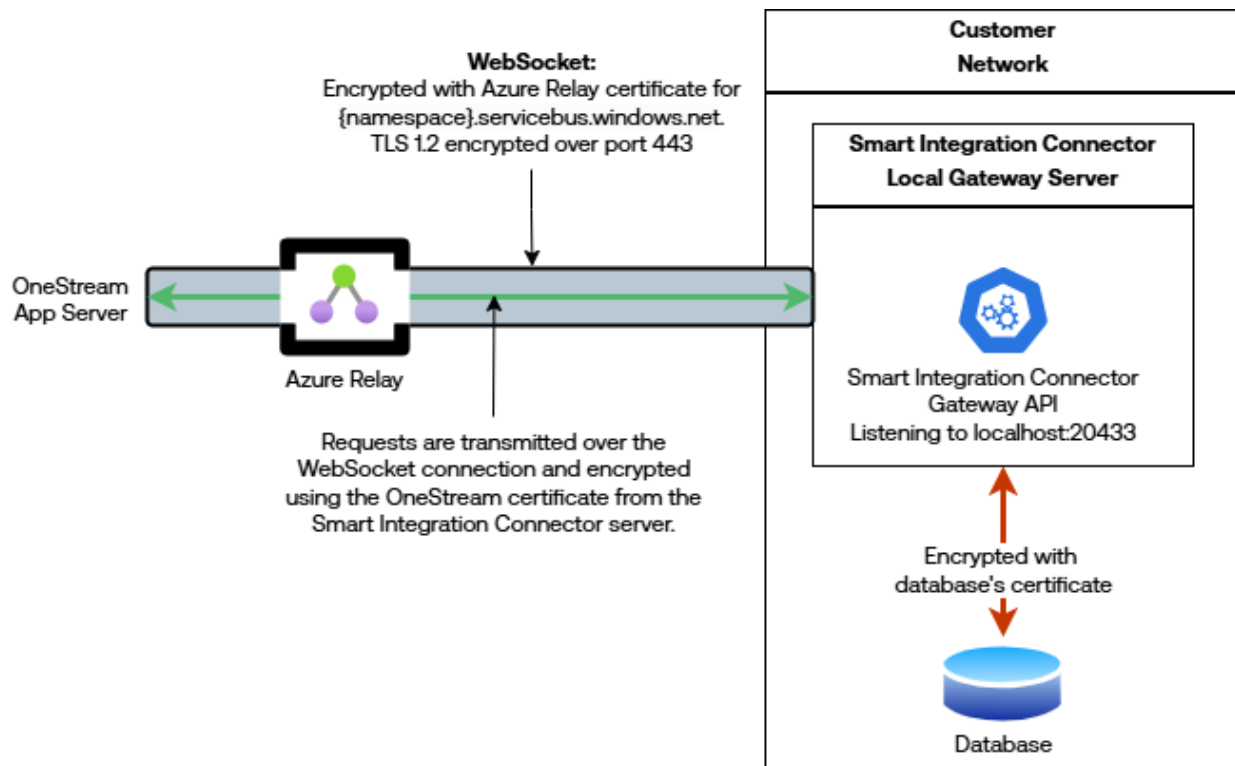 Customer
Network
WebSocket:
Encrypted with Azure Relay certificate for
{namespace}.servicebus.windows.net.
TLS 1.2 encrypted over port 443
Smart Integration Connector
Local Gateway Server
OneStream
App Server
Azure Relay
Smart Integration Connector
Gateway API
Listening to localhost:20433
Requests are transmitted over the
WebSocket connection and encrypted
using the OneStream certificate from the
Smart Integration Connector server.
Encrypted with
database's certificate
Database